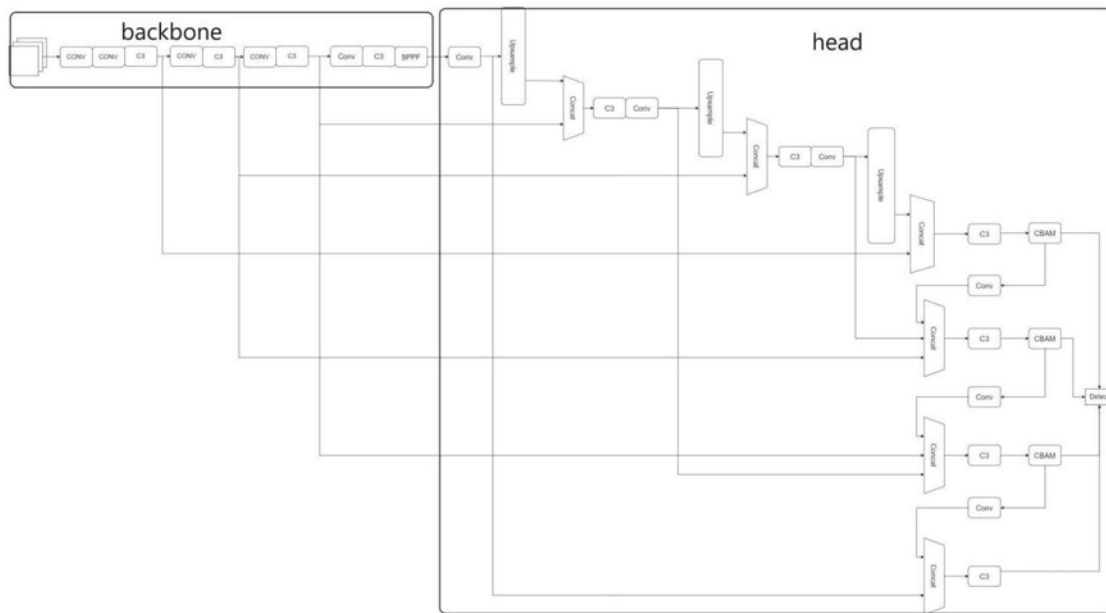 backbone
head
CONV CONV C3 CONV C3 CONV C3 Conv C3 SPPF Conv
Upsample
Concat
C3 Conv
Upsample
Concat
C3 Conv
Upsample
Concat
C3 CBAM
Conv
Concat
C3 CBAM
Conv
Detec
Concat
C3 CBAM
Conv
Concat
C3